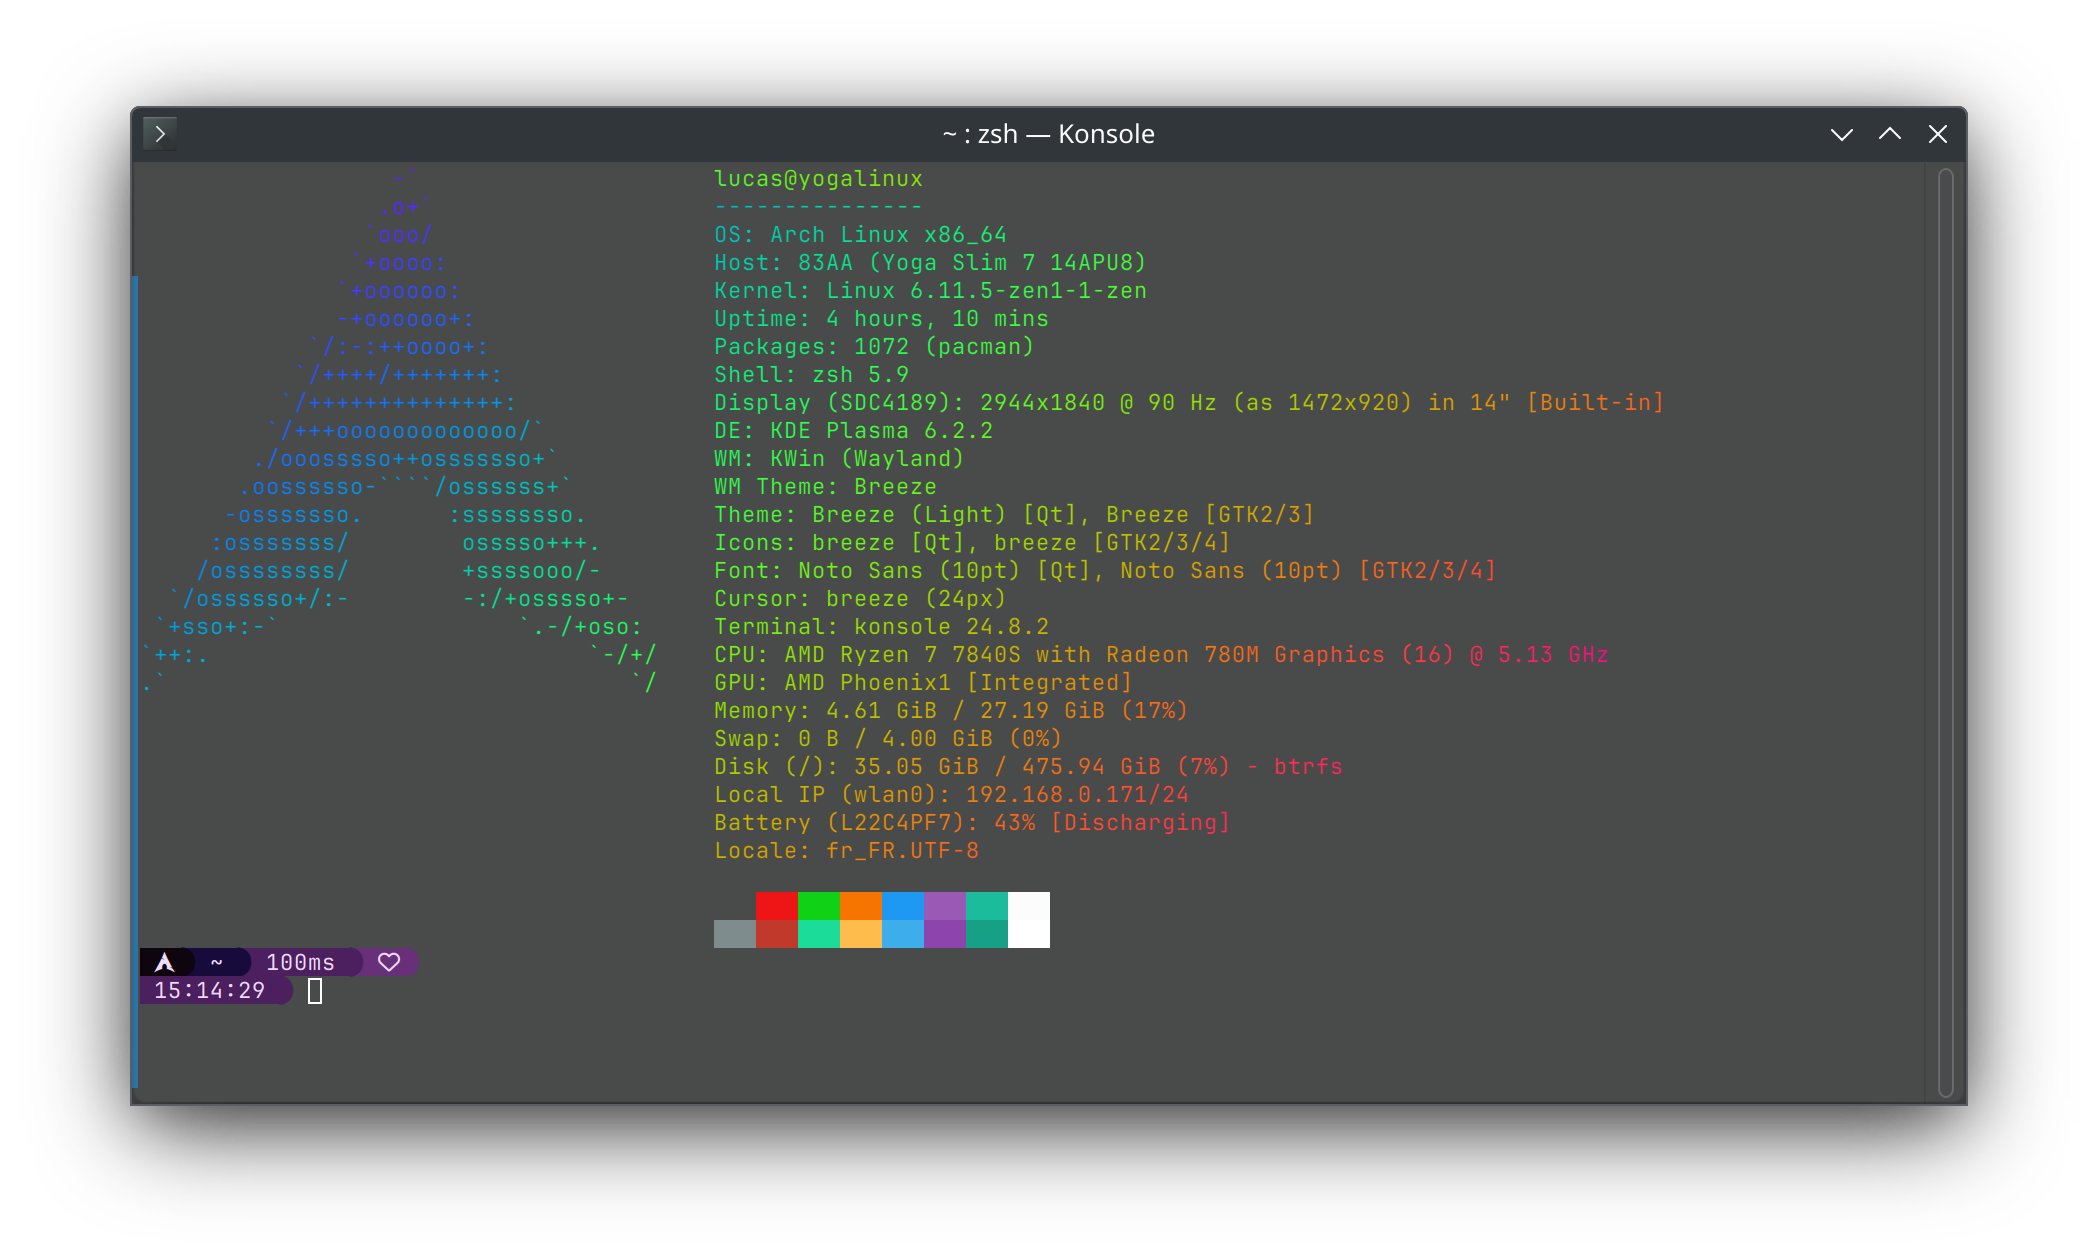 ~ : zsh — Konsole
-`
.o+`
`ooo/
`+oooo:
`+oooooo:
-+oooooo+:
`/:-:++oooo+:
`/++++/+++++++:
`/++++++++++++++:
`/+++ooooooooooooo/`
./ooosssso++osssssso+`
.oossssso-````/ossssss+`
-osssssso.      :ssssssso.
:osssssss/        osssso+++.
/ossssssss/        +ssssooo/-
`/ossssso+/:-        -:/+osssso+-
`+sso+:-`                 `.-/+oso:
`++:.                           `-/+/
.`                                 `/
lucas@yogalinux
---------------
OS: Arch Linux x86_64
Host: 83AA (Yoga Slim 7 14APU8)
Kernel: Linux 6.11.5-zen1-1-zen
Uptime: 4 hours, 10 mins
Packages: 1072 (pacman)
Shell: zsh 5.9
Display (SDC4189): 2944x1840 @ 90 Hz (as 1472x920) in 14" [Built-in]
DE: KDE Plasma 6.2.2
WM: KWin (Wayland)
WM Theme: Breeze
Theme: Breeze (Light) [Qt], Breeze [GTK2/3]
Icons: breeze [Qt], breeze [GTK2/3/4]
Font: Noto Sans (10pt) [Qt], Noto Sans (10pt) [GTK2/3/4]
Cursor: breeze (24px)
Terminal: konsole 24.8.2
CPU: AMD Ryzen 7 7840S with Radeon 780M Graphics (16) @ 5.13 GHz
GPU: AMD Phoenix1 [Integrated]
Memory: 4.61 GiB / 27.19 GiB (17%)
Swap: 0 B / 4.00 GiB (0%)
Disk (/): 35.05 GiB / 475.94 GiB (7%) - btrfs
Local IP (wlan0): 192.168.0.171/24
Battery (L22C4PF7): 43% [Discharging]
Locale: fr_FR.UTF-8
~ 100ms
15:14:29